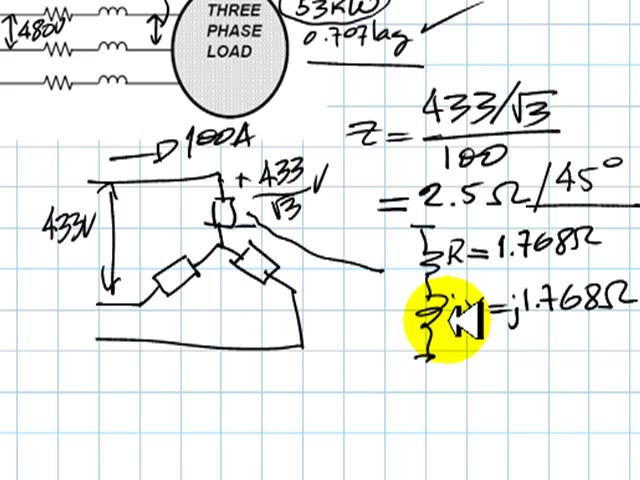 480V
THREE
PHASE
LOAD
53KW
0.707 lag
100A
Z = 433/√3
100
+ 433
√3 V
433V
= 2.5Ω /45°
R = 1.768Ω
= j1.768Ω